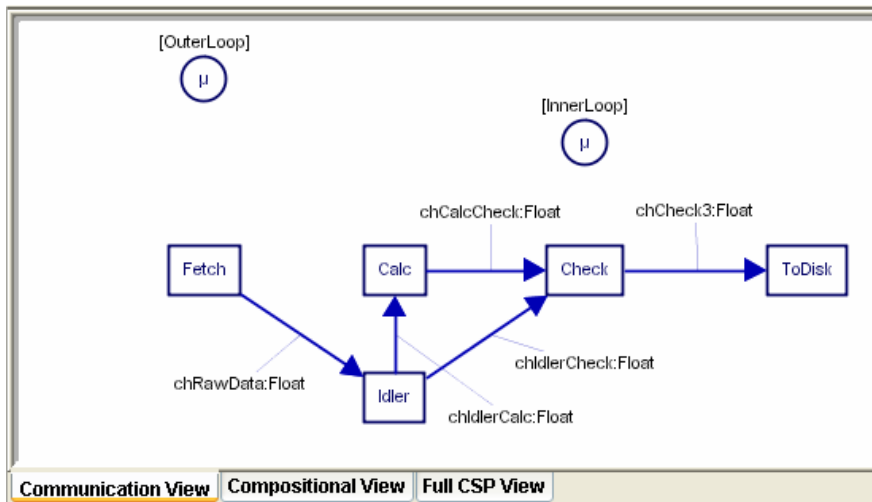 [OuterLoop]
µ
[InnerLoop]
µ
chCalcCheck:Float
chCheck3:Float
Fetch
Calc
Check
ToDisk
chRawData:Float
chIdlerCheck:Float
Idler
chIdlerCalc:Float
Communication View
Compositional View
Full CSP View